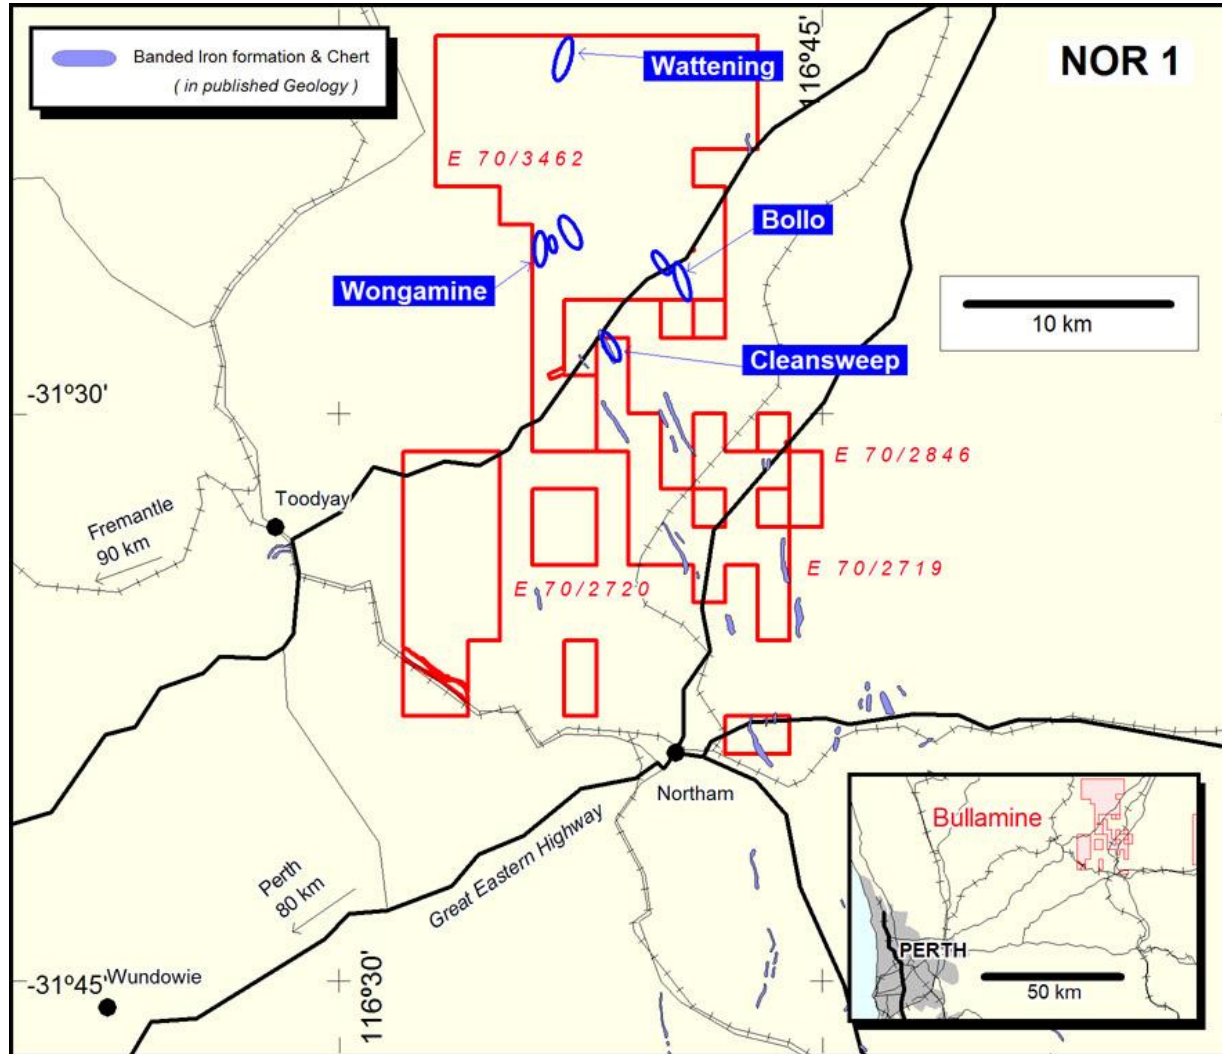 Banded Iron formation & Chert
( in published Geology )
Wattening
116º45'
NOR 1
E 70/3462
Bollo
Wongamine
10 km
Cleansweep
-31º30'
E 70/2846
Toodyay
Fremantle
90 km
E 70/2720
E 70/2719
Northam
Great Eastern Highway
Perth
80 km
Bullamine
PERTH
50 km
-31º45'
Wundowie
116º30'